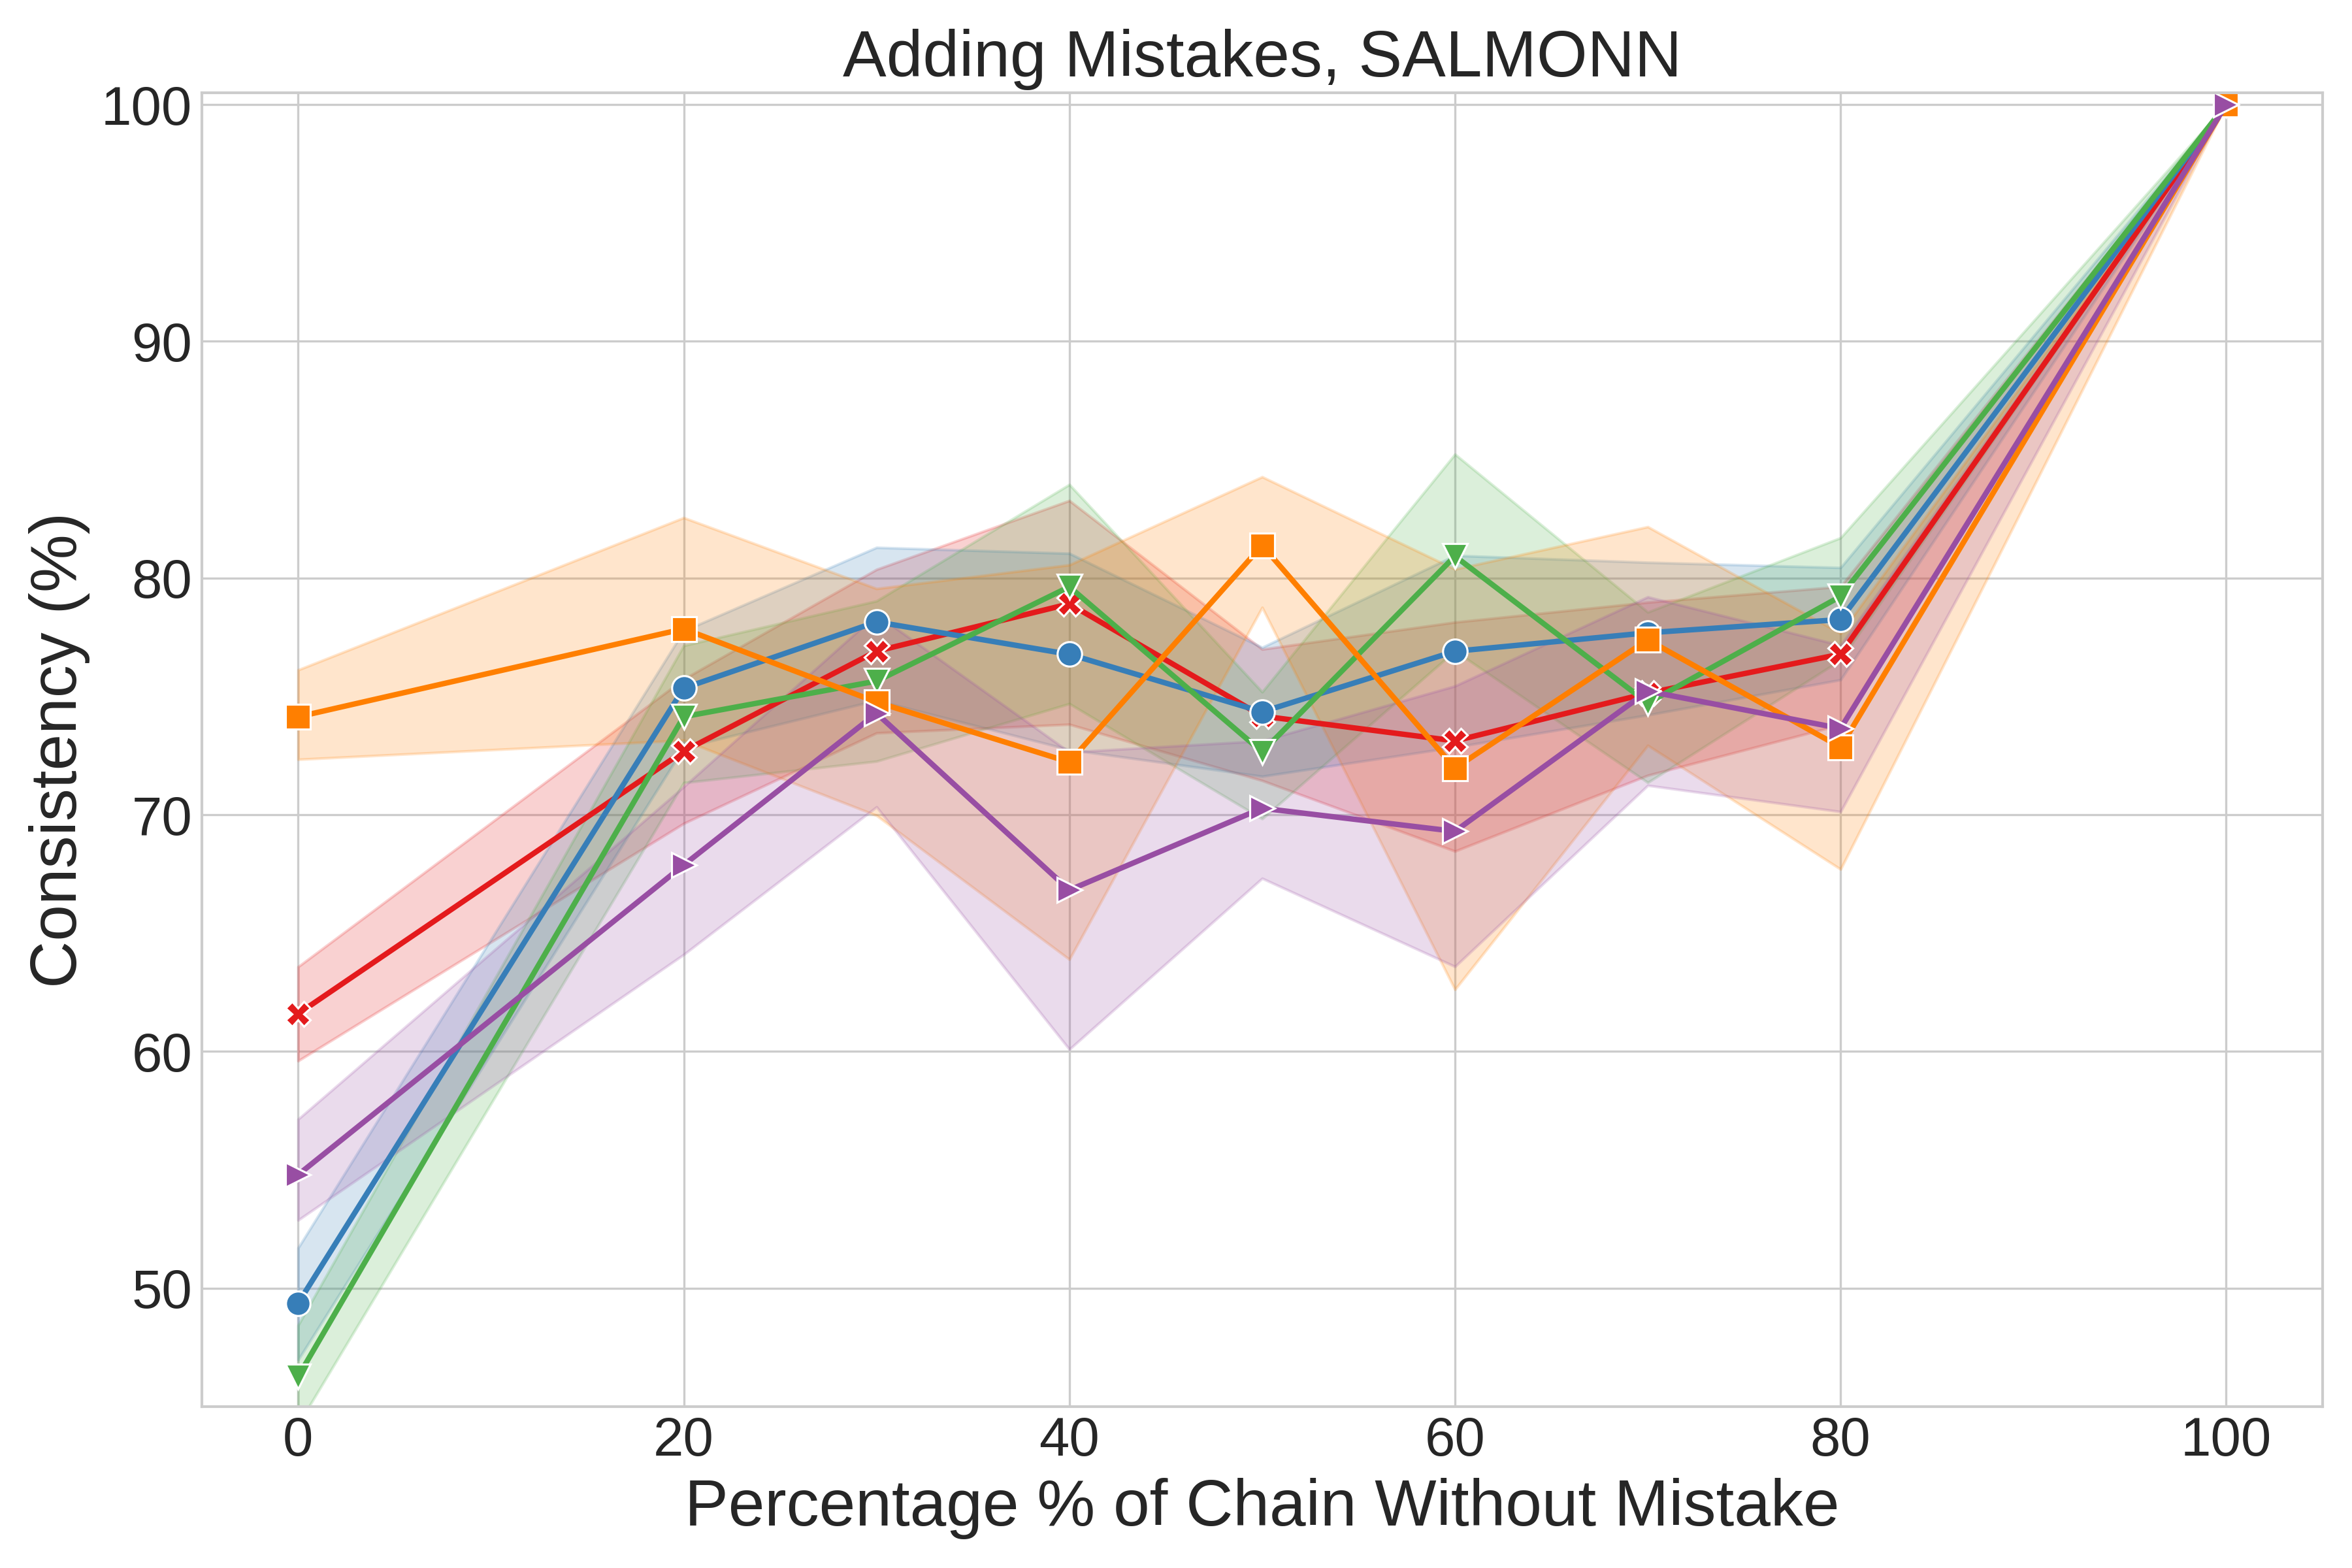 Adding Mistakes, SALMONN
100
90
80
70
60
50
Consistency (%)
0 20 40 60 80 100
Percentage % of Chain Without Mistake